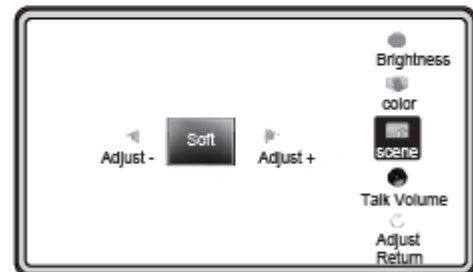 Brightness
color
Adjust - Soft Adjust +
scene
Talk Volume
Adjust
Return